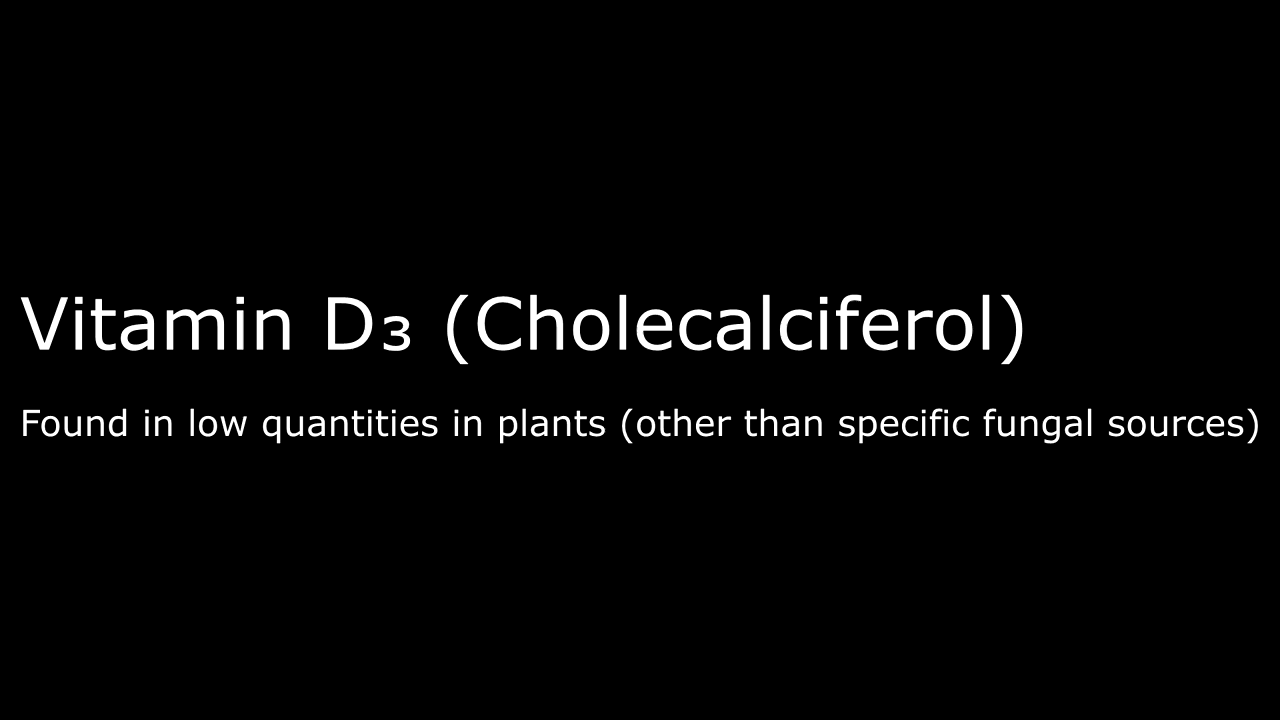 Vitamin D₃ (Cholecalciferol)
Found in low quantities in plants (other than specific fungal sources)